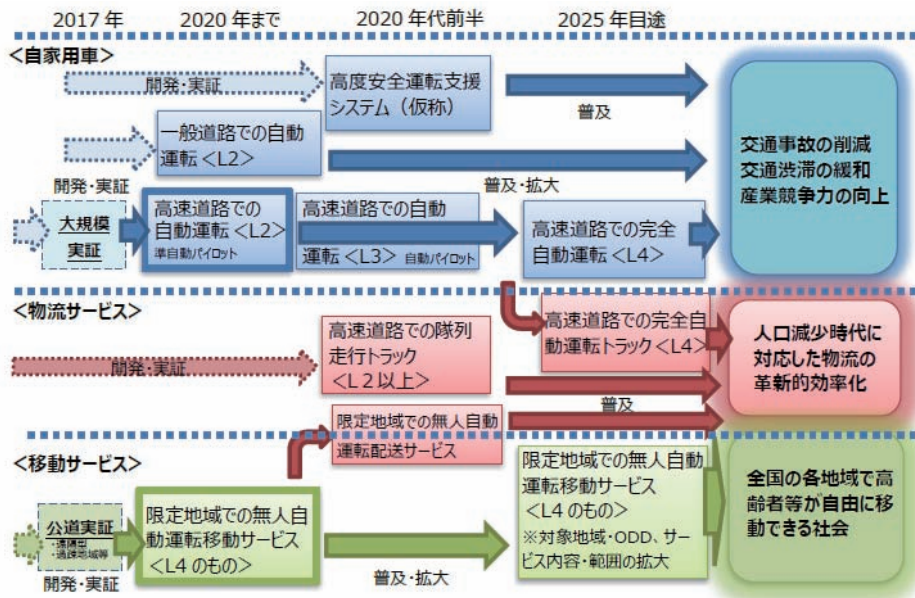 2017年
2020年まで
2020年代前半
2025年目途
<自家用車>
開発・実証
高度安全運転支援
システム（仮称）
普及
一般道路での自動
運転<L2>
開発・実証
普及・拡大
大規模
実証
高速道路での
自動運転<L2>
準自動パイロット
高速道路での自動
運転<L3> 自動パイロット
高速道路での完全
自動運転<L4>
交通事故の削減
交通渋滞の緩和
産業競争力の向上
<物流サービス>
開発・実証
高速道路での隊列
走行トラック
<L２以上>
高速道路での完全自
動運転トラック<L4>
普及
限定地域での無人自動
運転配送サービス
人口減少時代に
対応した物流の
革新的効率化
<移動サービス>
公道実証
・遠隔型
・過疎地域等
開発・実証
限定地域での無人自
動運転移動サービス
<L4のもの>
普及・拡大
限定地域での無人自動
運転移動サービス
<L4のもの>
※対象地域・ODD、サー
ビス内容・範囲の拡大
全国の各地域で高
齢者等が自由に移
動できる社会